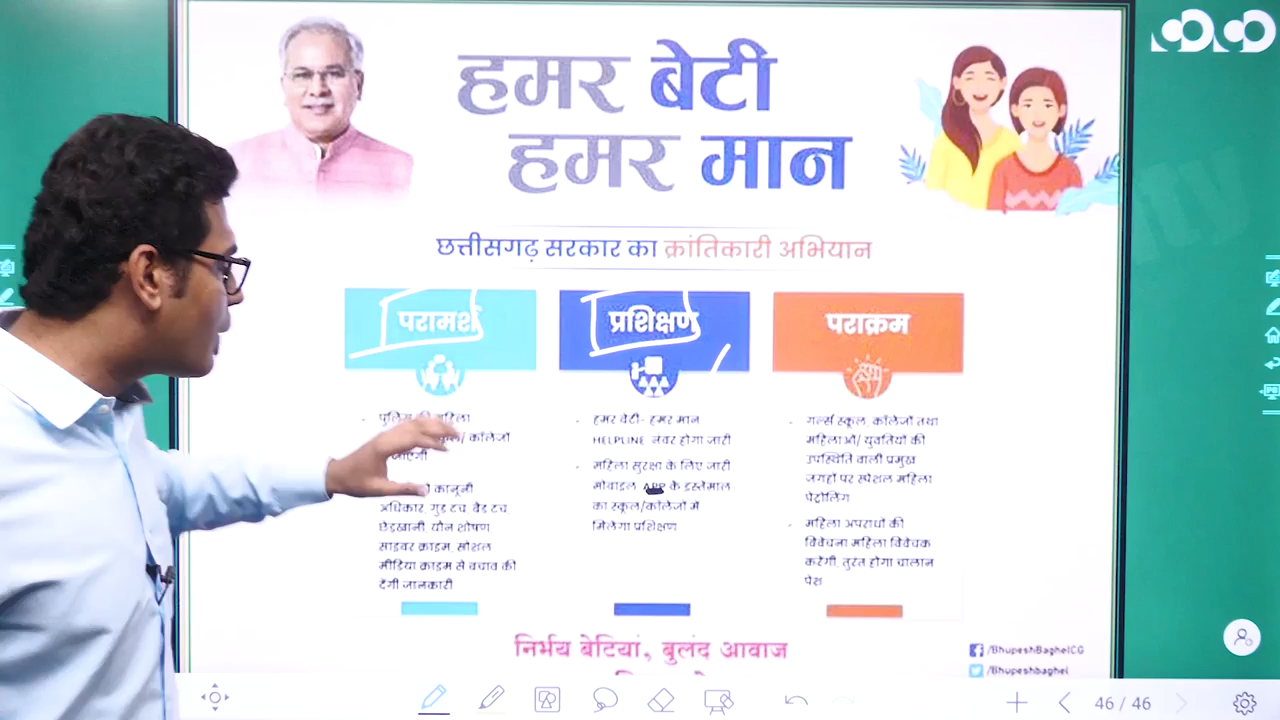 हमर बेटी
हमर मान
छत्तीसगढ़ सरकार का क्रांतिकारी अभियान
परामर्श
पुलिस की महिला
कॉलेजों
जाएगी
कानूनी
अधिकार, गुड टच, बैड टच,
छेड़खानी, यौन शोषण
साइबर क्राइम, सोशल
मीडिया क्राइम से बचाव की
देंगी जानकारी
प्रशिक्षण
हमर बेटी- हमर मान
HELPLINE नंबर होगा जारी
महिला सुरक्षा के लिए जारी
मोबाइल APP के इस्तेमाल
का स्कूल/कॉलेजों में
मिलेगा प्रशिक्षण
पराक्रम
गर्ल्स स्कूल, कॉलेजों तथा
महिलाओं/ युवतियों की
उपस्थिति वाली प्रमुख
जगहों पर स्पेशल महिला
पेट्रोलिंग
महिला अपराधों की
विवेचना महिला विवेचक
करेंगी, तुरंत होगा चालान
पेश
निर्भय बेटियां, बुलंद आवाज
/BhupeshBaghelCG
/Bhupeshbaghel
46 / 46